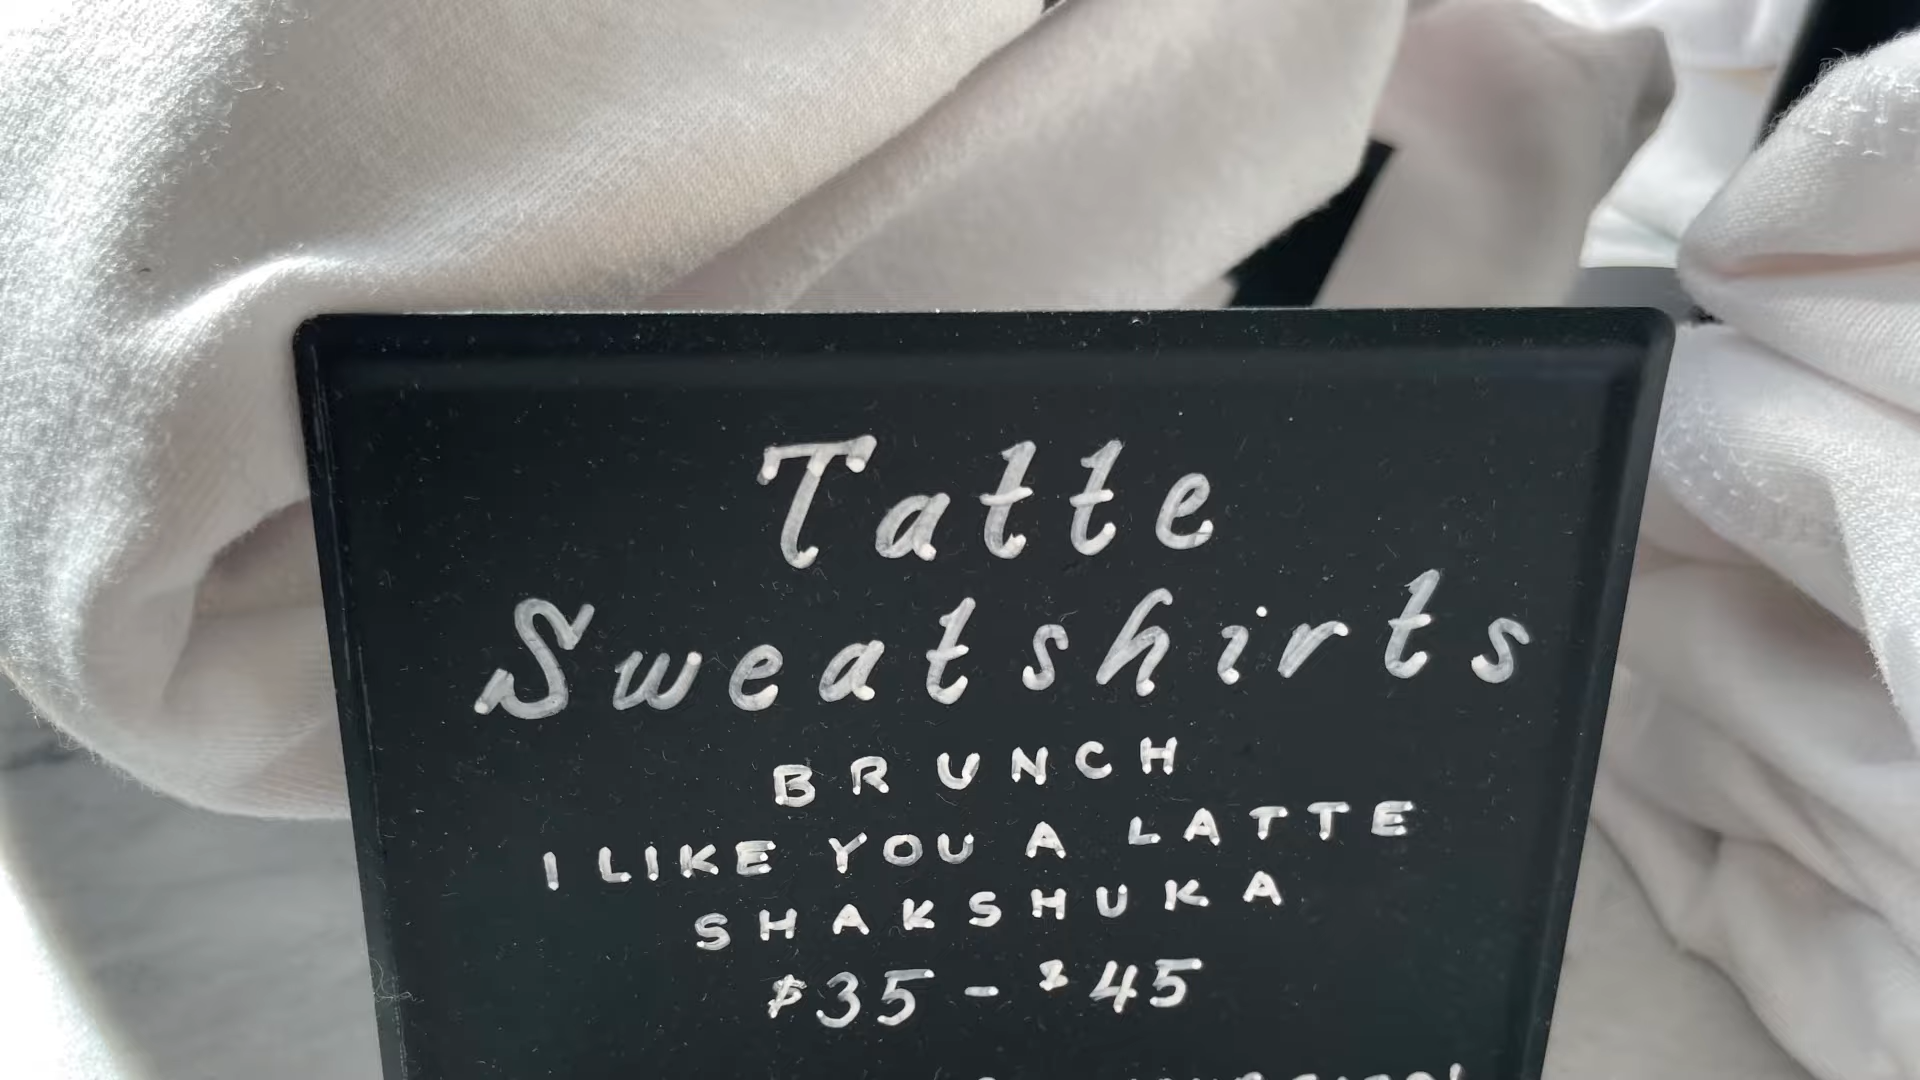 Tatte
Sweatshirts
BRUNCH
I LIKE YOU A LATTE
SHAKSHUKA
$35 - $45